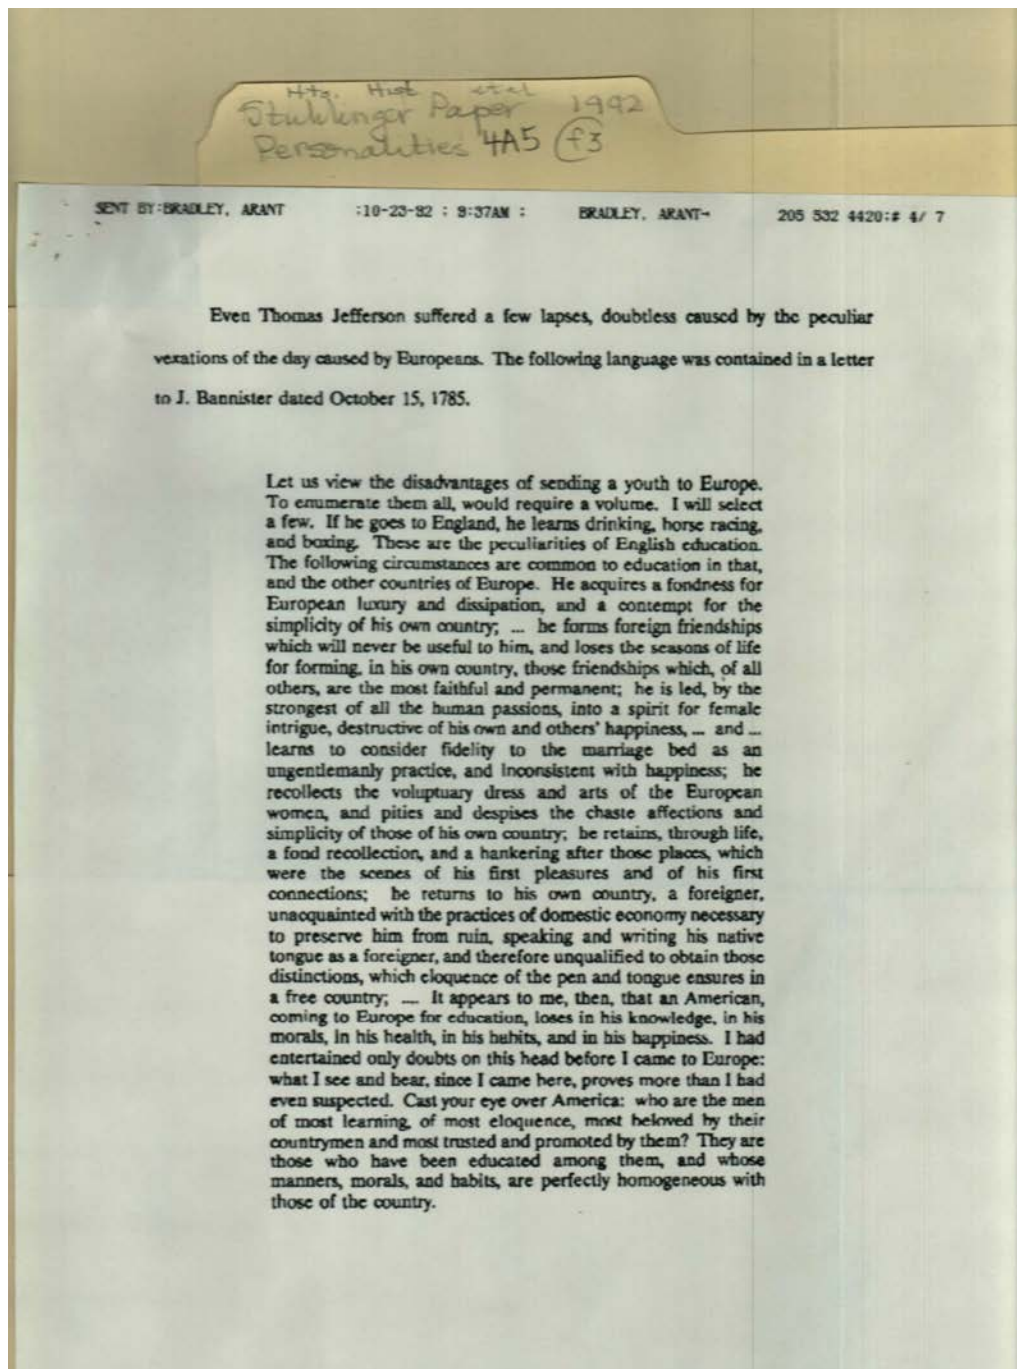 Htg. Hist et al
Stuhlinger Paper 1992
Personalities 4A5 f3
SENT BY:BRADLEY, ARANT :10-23-92 ; 9:37AM ; BRADLEY, ARANT→ 205 532 4420:# 4/ 7
Even Thomas Jefferson suffered a few lapses, doubtless caused by the peculiar
vexations of the day caused by Europeans. The following language was contained in a letter
to J. Bannister dated October 15, 1785.
Let us view the disadvantages of sending a youth to Europe.
To enumerate them all, would require a volume. I will select
a few. If he goes to England, he learns drinking, horse racing,
and boxing. These are the peculiarities of English education.
The following circumstances are common to education in that,
and the other countries of Europe. He acquires a fondness for
European luxury and dissipation, and a contempt for the
simplicity of his own country; ... he forms foreign friendships
which will never be useful to him, and loses the seasons of life
for forming, in his own country, those friendships which, of all
others, are the most faithful and permanent; he is led, by the
strongest of all the human passions, into a spirit for female
intrigue, destructive of his own and others' happiness, ... and ...
learns to consider fidelity to the marriage bed as an
ungentlemanly practice, and inconsistent with happiness; he
recollects the voluptuary dress and arts of the European
women, and pities and despises the chaste affections and
simplicity of those of his own country; he retains, through life,
a fond recollection, and a hankering after those places, which
were the scenes of his first pleasures and of his first
connections; he returns to his own country, a foreigner,
unacquainted with the practices of domestic economy necessary
to preserve him from ruin, speaking and writing his native
tongue as a foreigner, and therefore unqualified to obtain those
distinctions, which eloquence of the pen and tongue ensures in
a free country; .... It appears to me, then, that an American,
coming to Europe for education, loses in his knowledge, in his
morals, in his health, in his habits, and in his happiness. I had
entertained only doubts on this head before I came to Europe:
what I see and hear, since I came here, proves more than I had
even suspected. Cast your eye over America: who are the men
of most learning, of most eloquence, most beloved by their
countrymen and most trusted and promoted by them? They are
those who have been educated among them, and whose
manners, morals, and habits, are perfectly homogeneous with
those of the country.